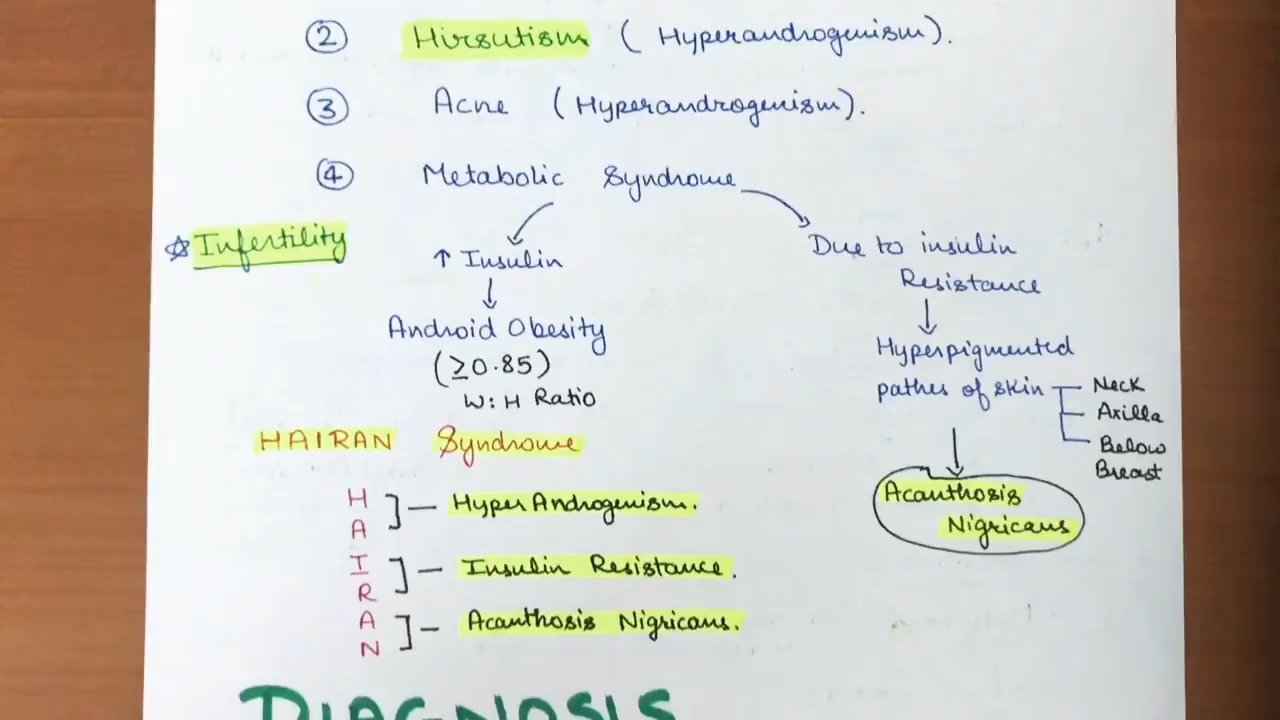 ② Hirsutism ( Hyperandrogenism).
③ Acne (Hyperandrogenism).
④ Metabolic Syndrome
☆ Infertility
↑ Insulin
Android Obesity
(≥0.85)
W:H Ratio
Due to insulin
Resistance
Hyperpigmented
pathes of skin
Neck
Axilla
Below
Breast
Acanthosis
Nigricans
HAIRAN Syndrome
H
A
] — HyperAndrogenism.
I
R
] — Insulin Resistance.
A
N
] — Acanthosis Nigricans.
DIAGNOSIS